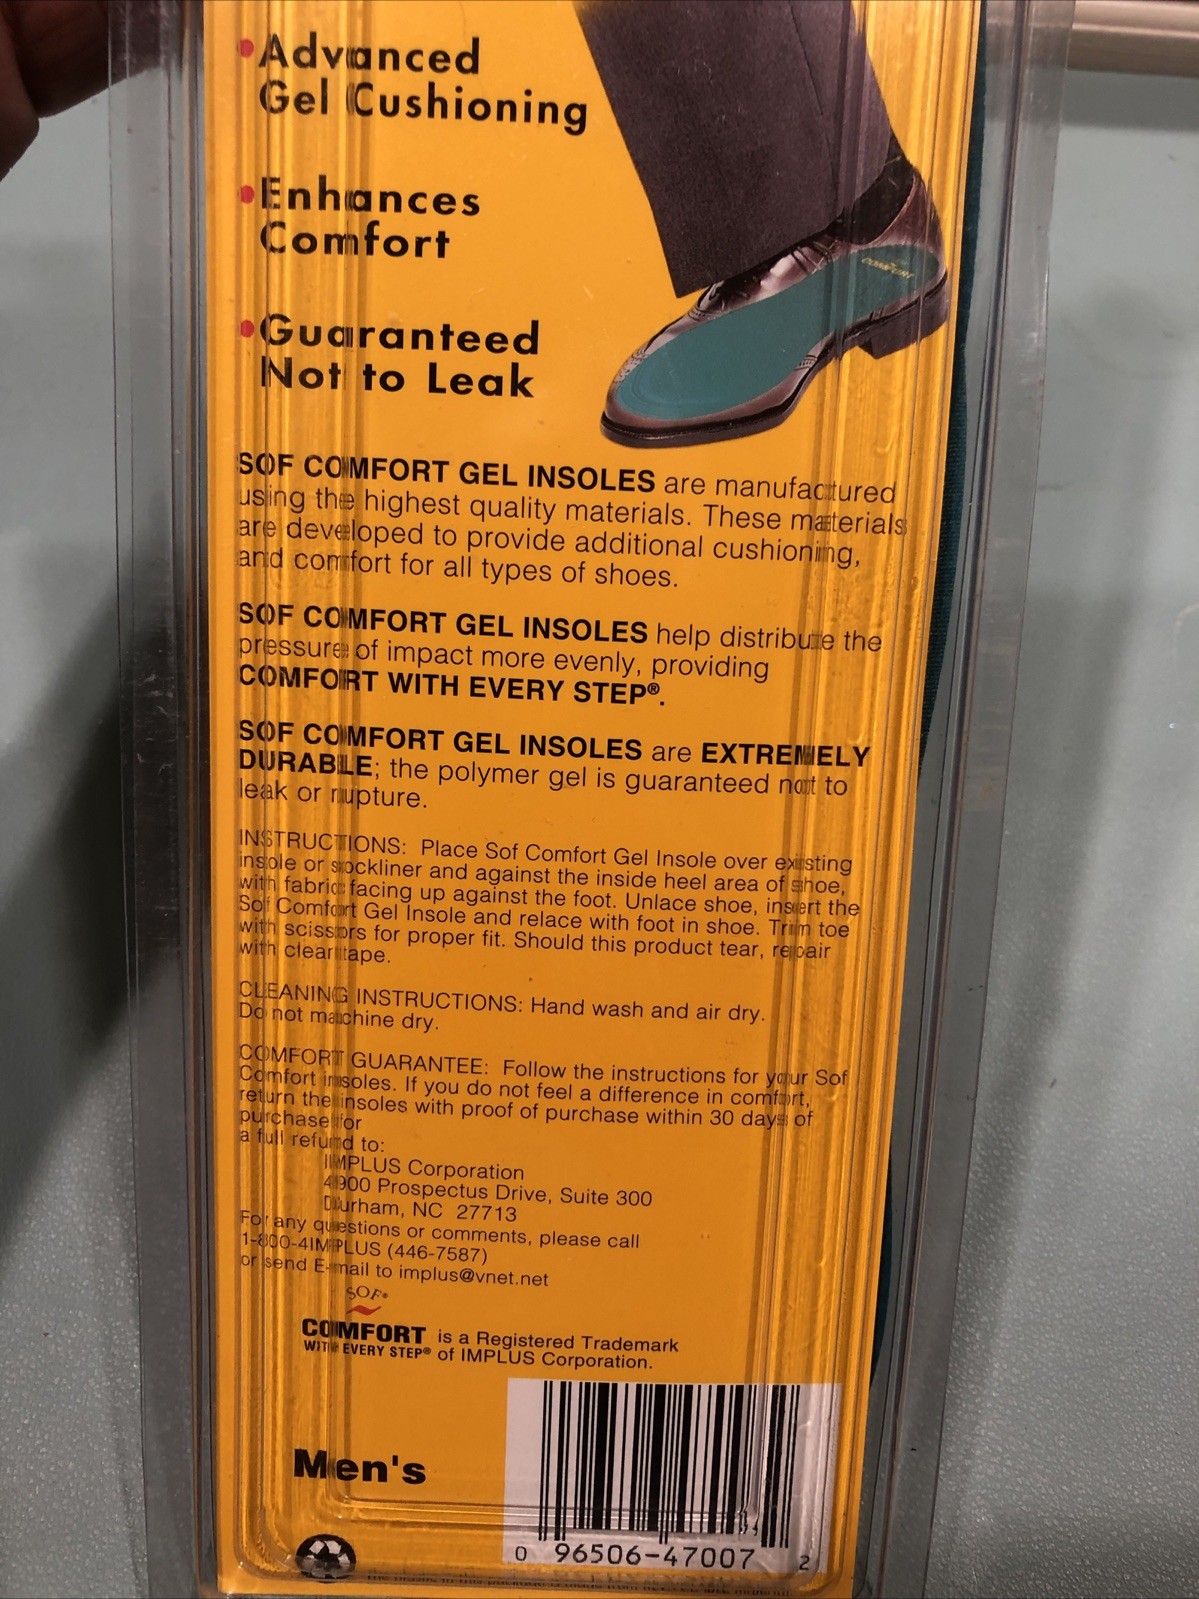 •Advanced
Gel Cushioning
•Enhances
Comfort
•Guaranteed
Not to Leak
COMFORT
SOF COMFORT GEL INSOLES are manufactured
using the highest quality materials. These materials
are developed to provide additional cushioning,
and comfort for all types of shoes.
SOF COMFORT GEL INSOLES help distribute the
pressure of impact more evenly, providing
COMFORT WITH EVERY STEP®.
SOF COMFORT GEL INSOLES are EXTREMELY
DURABLE; the polymer gel is guaranteed not to
leak or rupture.
INSTRUCTIONS: Place Sof Comfort Gel Insole over existing
insole or sockliner and against the inside heel area of shoe,
with fabric facing up against the foot. Unlace shoe, insert the
Sof Comfort Gel Insole and relace with foot in shoe. Trim toe
with scissors for proper fit. Should this product tear, repair
with clear tape.
CLEANING INSTRUCTIONS: Hand wash and air dry.
Do not machine dry.
COMFORT GUARANTEE: Follow the instructions for your Sof
Comfort insoles. If you do not feel a difference in comfort,
return the insoles with proof of purchase within 30 days of
purchase for
a full refund to:
IMPLUS Corporation
4900 Prospectus Drive, Suite 300
Durham, NC 27713
For any questions or comments, please call
1-800-4IMPLUS (446-7587)
or send E-mail to implus@vnet.net
SOF®
COMFORT is a Registered Trademark
WITH EVERY STEP® of IMPLUS Corporation.
Men's
0 96506-47007 2